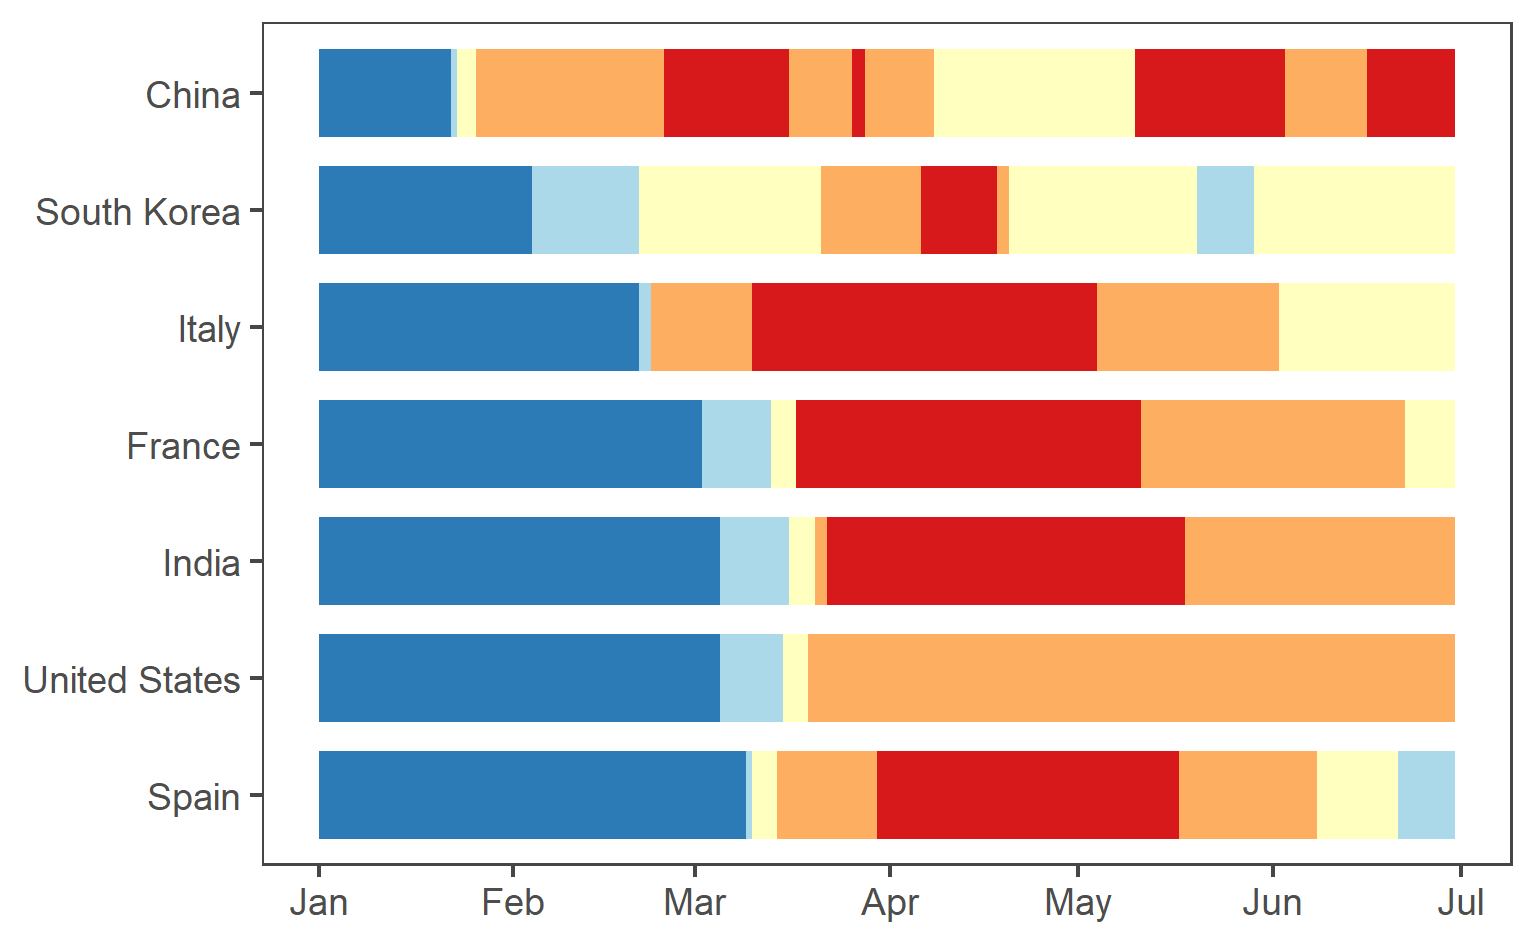 China
South Korea
Italy
France
India
United States
Spain
Jan Feb Mar Apr May Jun Jul